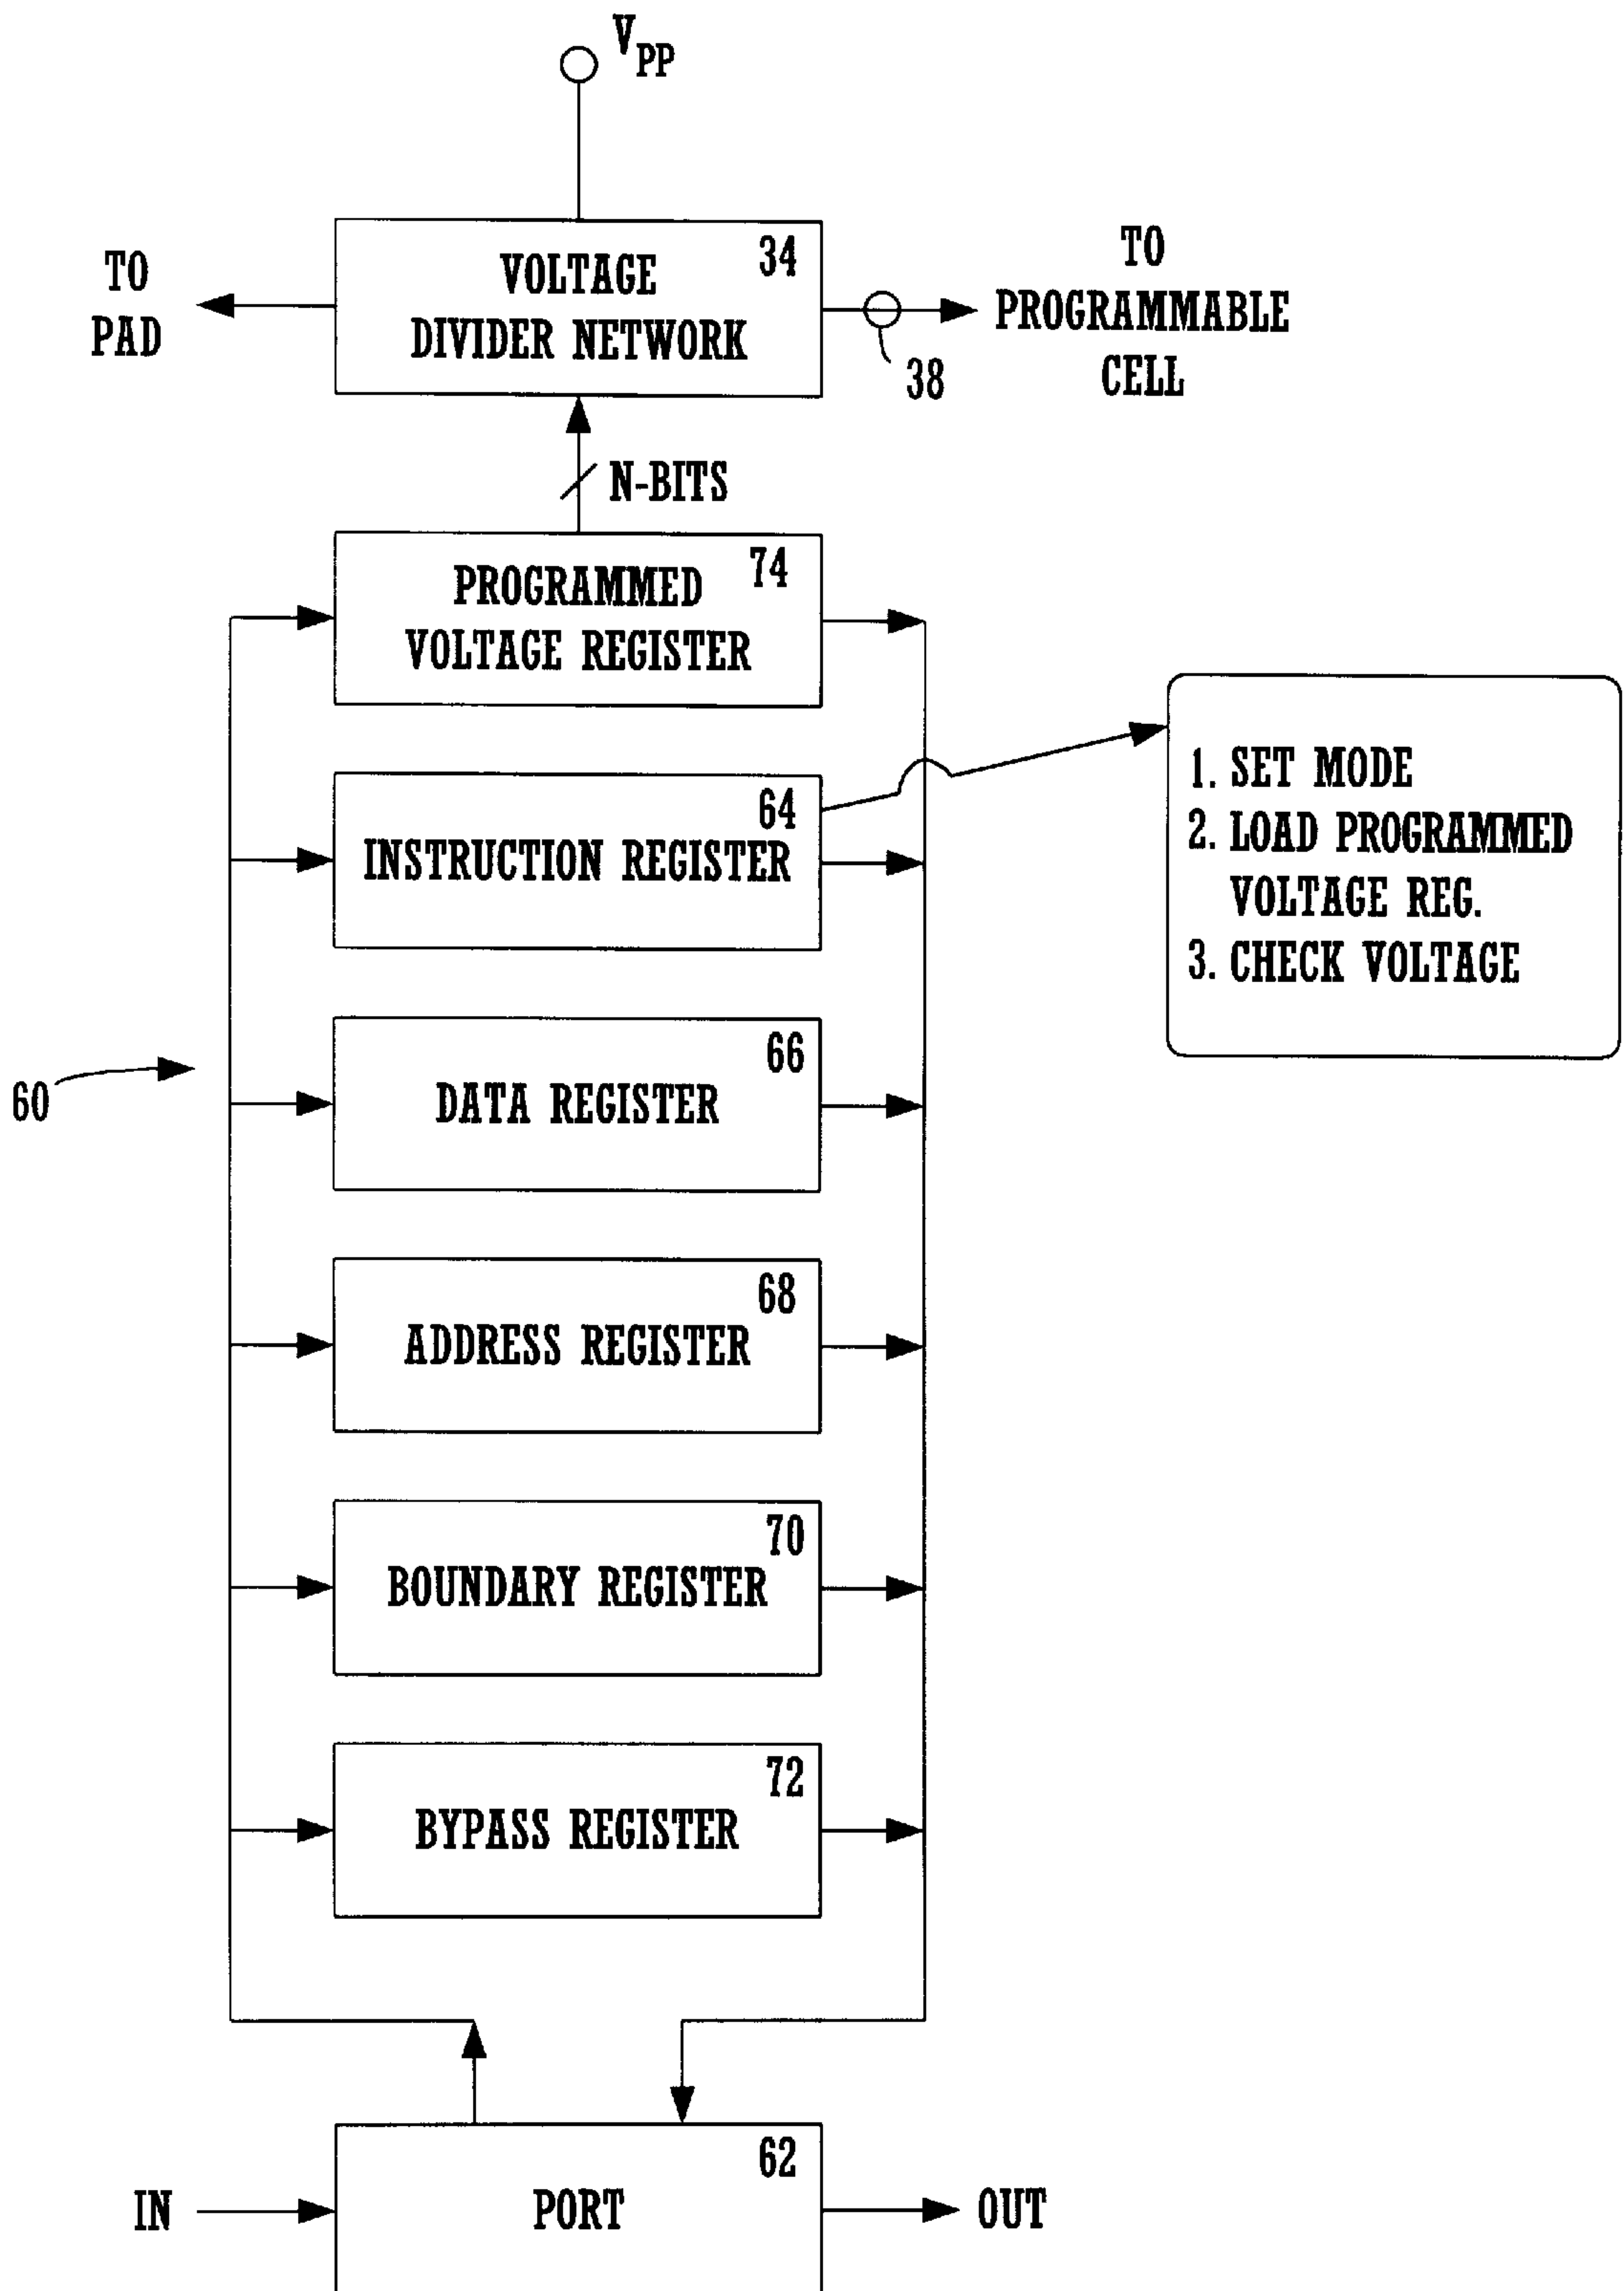 VPP
34
VOLTAGE
DIVIDER NETWORK
TO
PAD
TO
PROGRAMMABLE
CELL
38
N-BITS
74
PROGRAMMED
VOLTAGE REGISTER
64
INSTRUCTION REGISTER
1. SET MODE
2. LOAD PROGRAMMED
VOLTAGE REG.
3. CHECK VOLTAGE
60
66
DATA REGISTER
68
ADDRESS REGISTER
70
BOUNDARY REGISTER
72
BYPASS REGISTER
62
IN
PORT
OUT